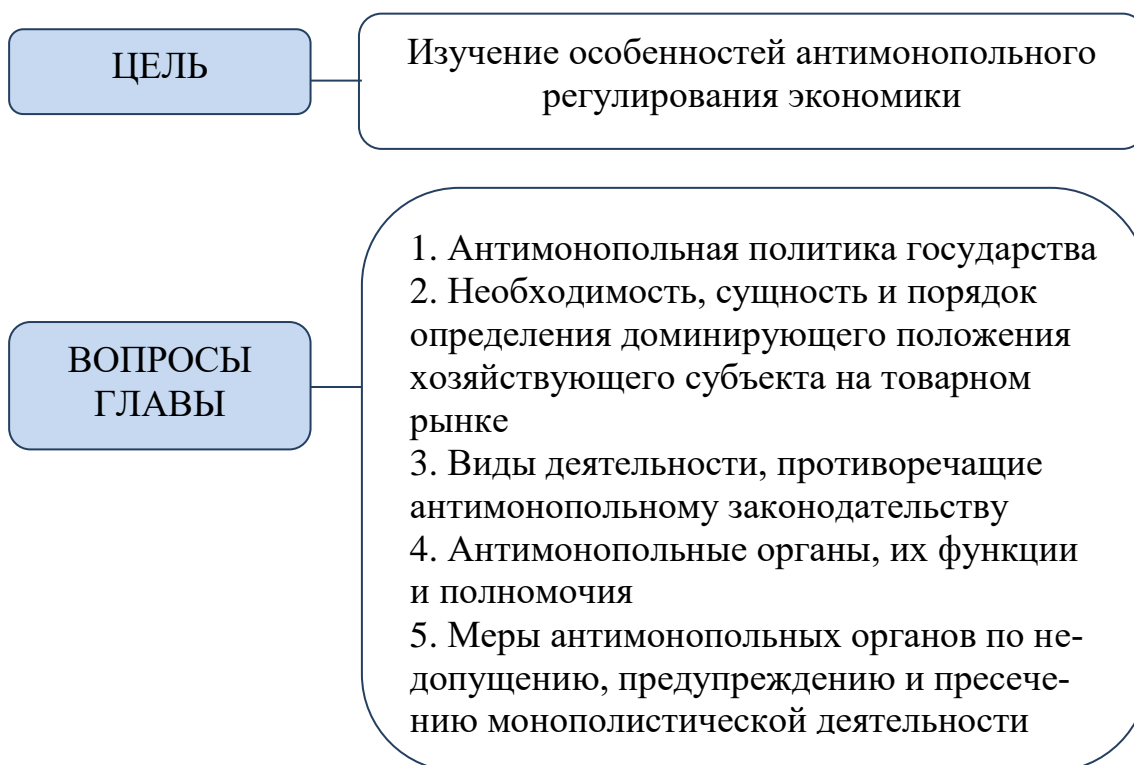 ЦЕЛЬ
Изучение особенностей антимонопольного
регулирования экономики
ВОПРОСЫ
ГЛАВЫ
1. Антимонопольная политика государства
2. Необходимость, сущность и порядок
определения доминирующего положения
хозяйствующего субъекта на товарном
рынке
3. Виды деятельности, противоречащие
антимонопольному законодательству
4. Антимонопольные органы, их функции
и полномочия
5. Меры антимонопольных органов по не-
допущению, предупреждению и пресече-
нию монополистической деятельности